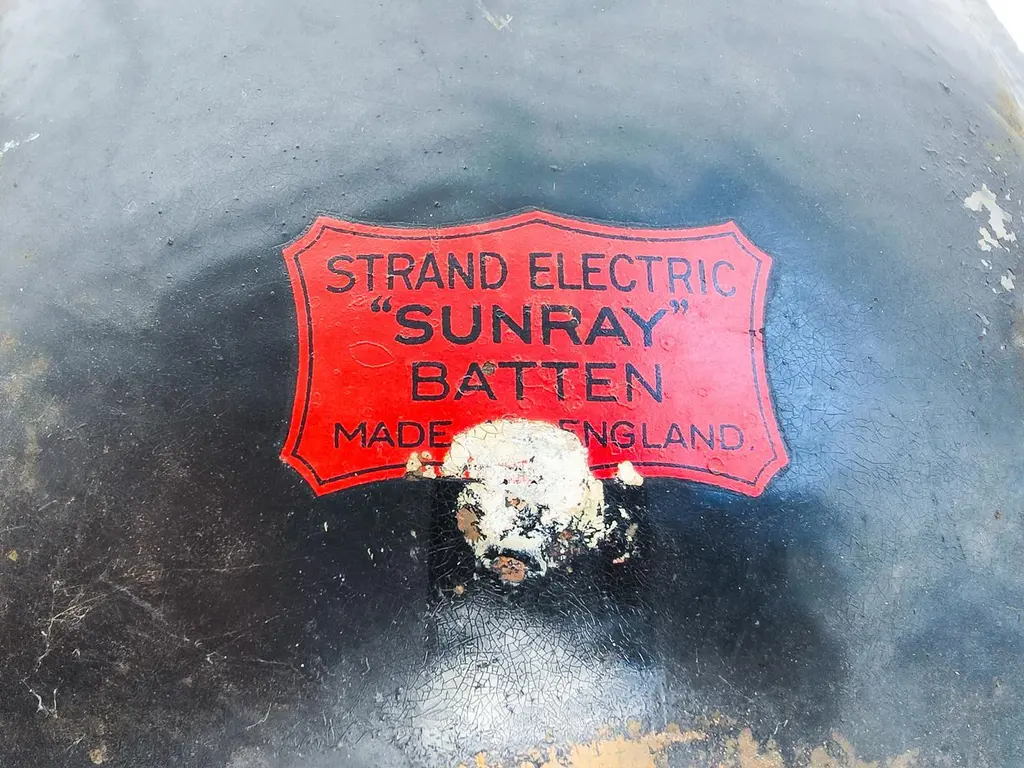 STRAND ELECTRIC
“SUNRAY”
BATTEN
MADE ENGLAND.